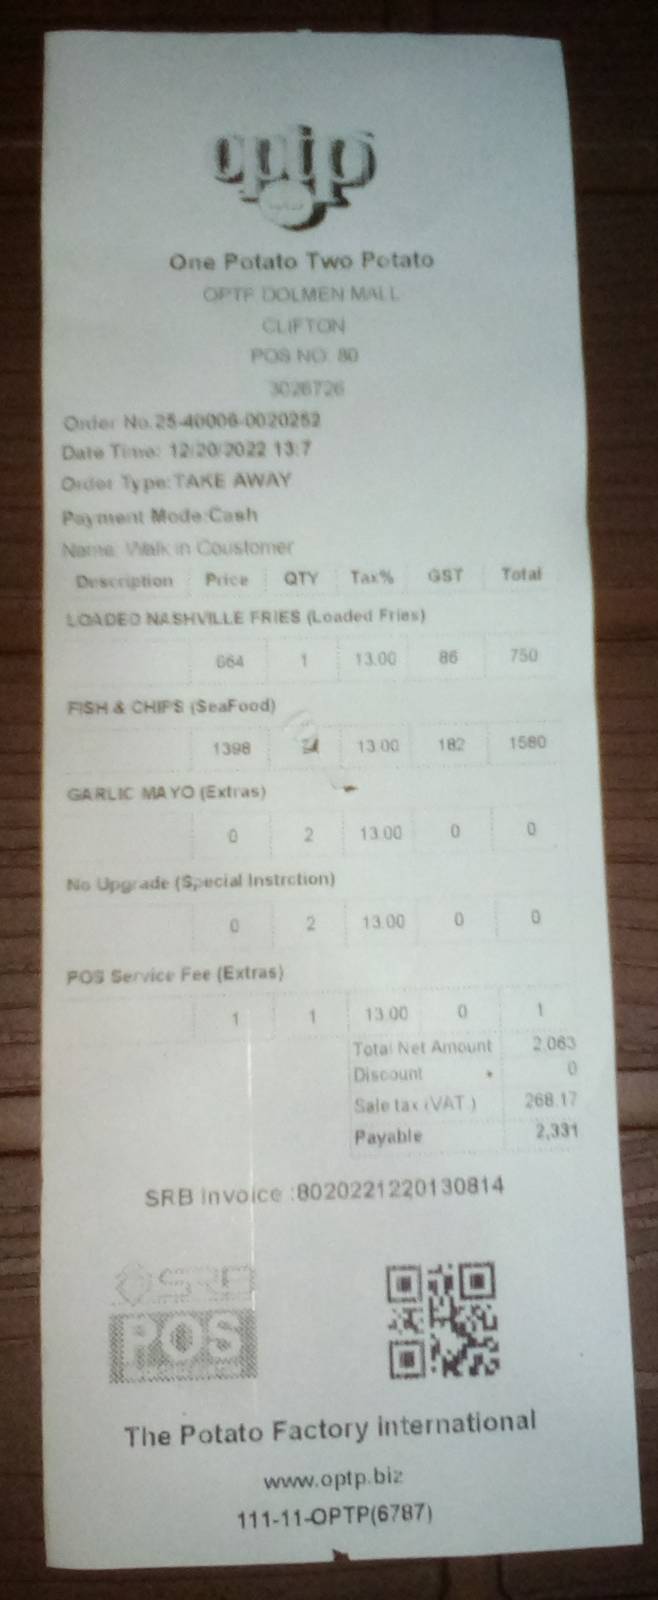 optp
One Potato Two Potato
OPTP DOLMEN MALL
CLIFTON
POS NO: 80
3026726
Order No.25-40006-0020252
Date Time: 12/20/2022 13:7
Order Type:TAKE AWAY
Payment Mode:Cash
Name: Walk in Coustomer
Description Price QTY Tax% GST Total
LOADED NASHVILLE FRIES (Loaded Fries)
664 1 13.00 86 750
FISH & CHIPS (SeaFood)
1398 13.00 182 1580
GARLIC MAYO (Extras)
0 2 13.00 0 0
No Upgrade (Special Instrction)
0 2 13.00 0 0
POS Service Fee (Extras)
1 1 13.00 0 1
Total Net Amount 2,063
Discount 0
Sale tax (VAT ) 268.17
Payable 2,331
SRB Invoice :8020221220130814
SRB
POS
The Potato Factory International
www.optp.biz
111-11-OPTP(6787)